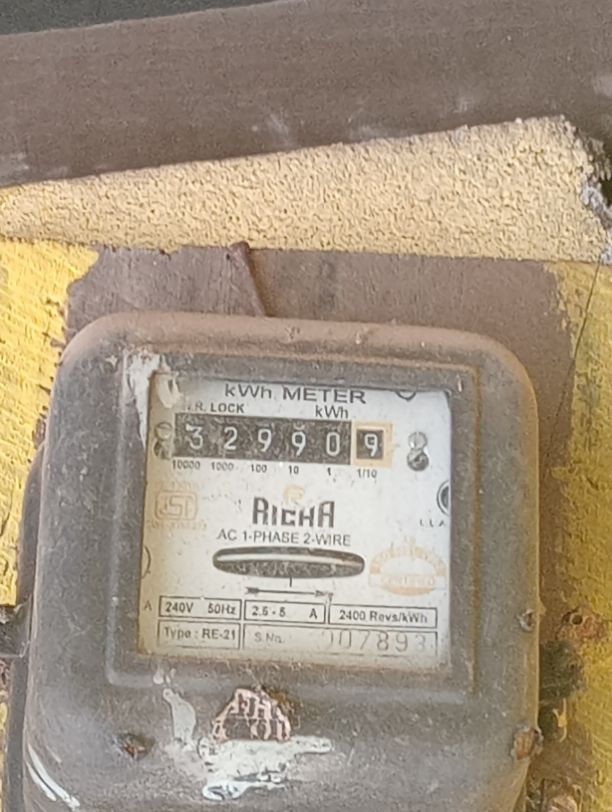 kWh METER
R. LOCK kWh
3 2 9 9 0 9
10000 1000 100 10 1 1/10
ISI
RICHA
AC 1-PHASE 2-WIRE
A 240V 50Hz 2.5 - 5 A 2400 Revs/kWh
Type : RE-21 S.No. 007893